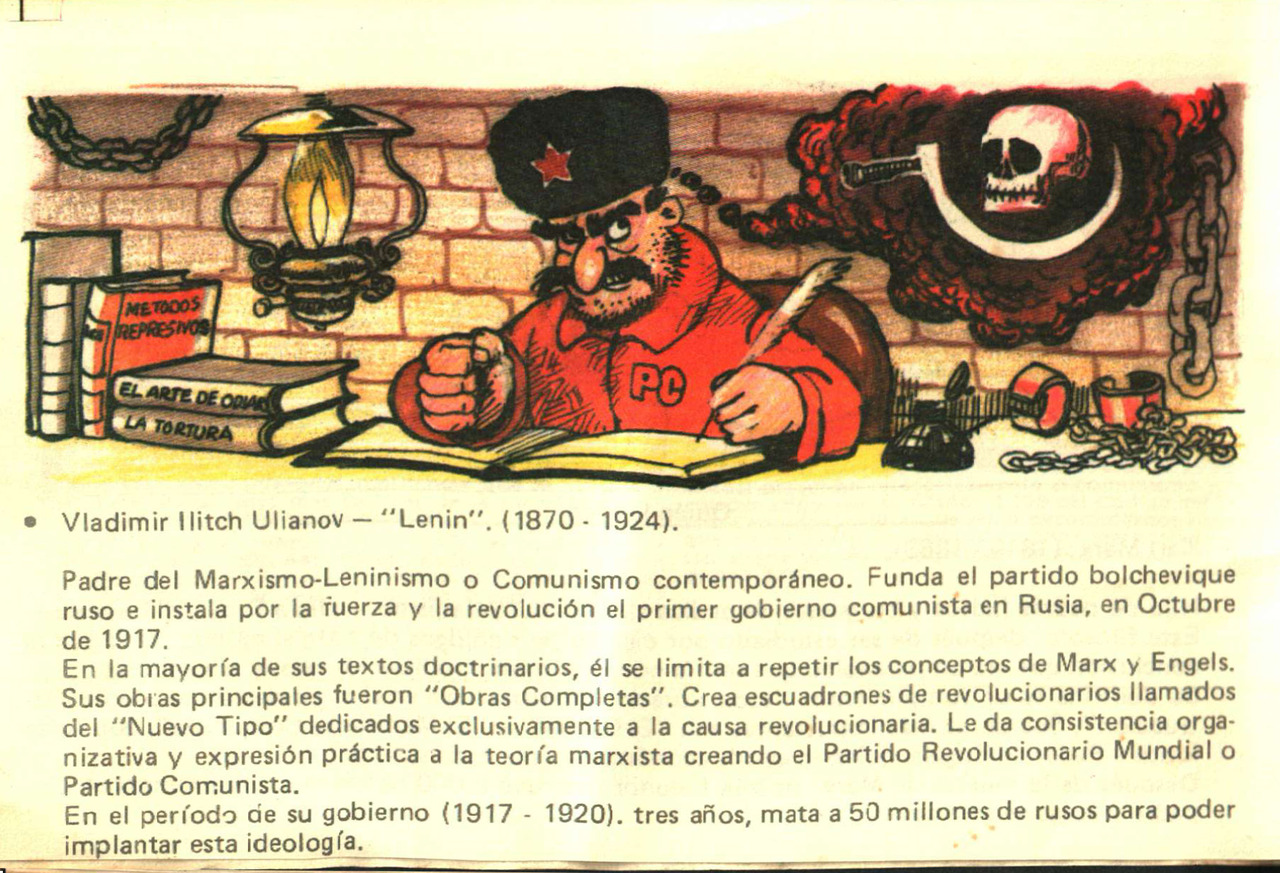 METODOS
REPRESIVOS
EL ARTE DE ODIAR
LA TORTURA
PC
• Vladimir Ilitch Ulianov — “Lenin”. (1870 - 1924).
Padre del Marxismo-Leninismo o Comunismo contemporáneo. Funda el partido bolchevique
ruso e instala por la fuerza y la revolución el primer gobierno comunista en Rusia, en Octubre
de 1917.
En la mayoría de sus textos doctrinarios, él se limita a repetir los conceptos de Marx y Engels.
Sus obras principales fueron “Obras Completas”. Crea escuadrones de revolucionarios llamados
del “Nuevo Tipo” dedicados exclusivamente a la causa revolucionaria. Le da consistencia orga-
nizativa y expresión práctica a la teoría marxista creando el Partido Revolucionario Mundial o
Partido Comunista.
En el período de su gobierno (1917 - 1920). tres años, mata a 50 millones de rusos para poder
implantar esta ideología.